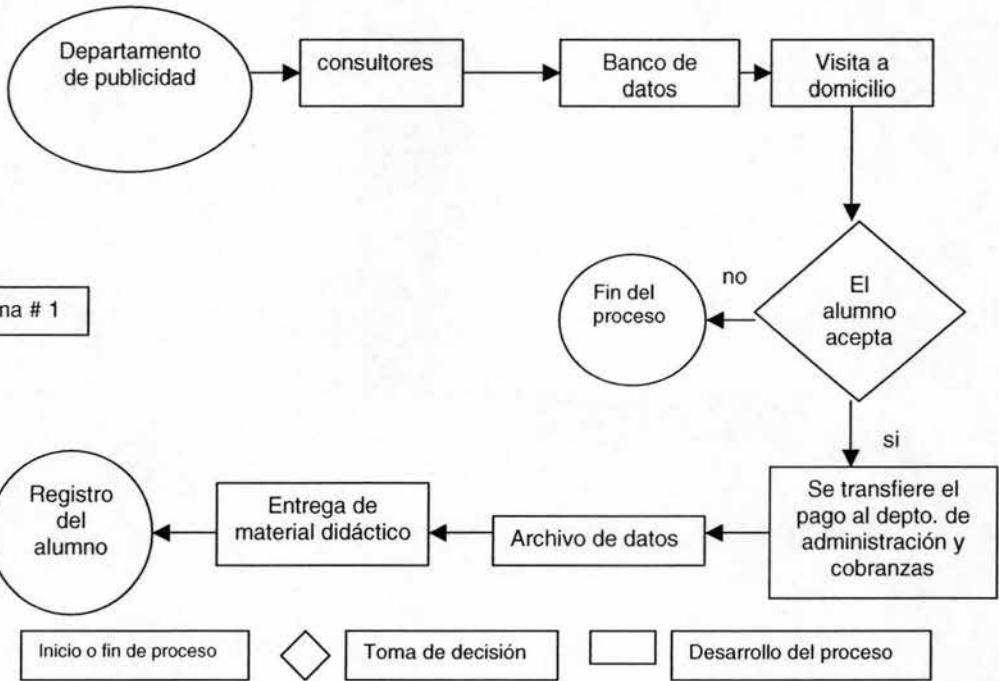 Departamento
de publicidad
consultores
Banco de
datos
Visita a
domicilio
El
alumno
acepta
no
Fin del
proceso
ma # 1
si
Se transfiere el
pago al depto. de
administración y
cobranzas
Archivo de datos
Entrega de
material didáctico
Registro
del
alumno
Inicio o fin de proceso
Toma de decisión
Desarrollo del proceso